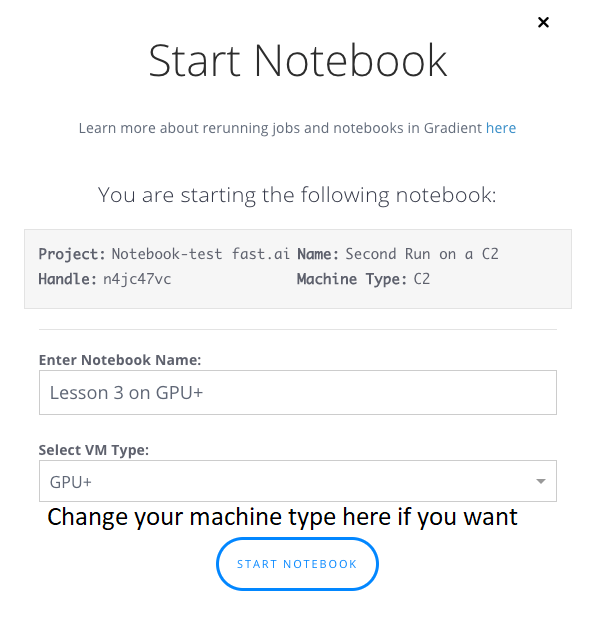 Start Notebook
Learn more about rerunning jobs and notebooks in Gradient here
You are starting the following notebook:
Project: Notebook-test fast.ai Name: Second Run on a C2
Handle: n4jc47vc Machine Type: C2
Enter Notebook Name:
Lesson 3 on GPU+
Select VM Type:
GPU+
Change your machine type here if you want
START NOTEBOOK